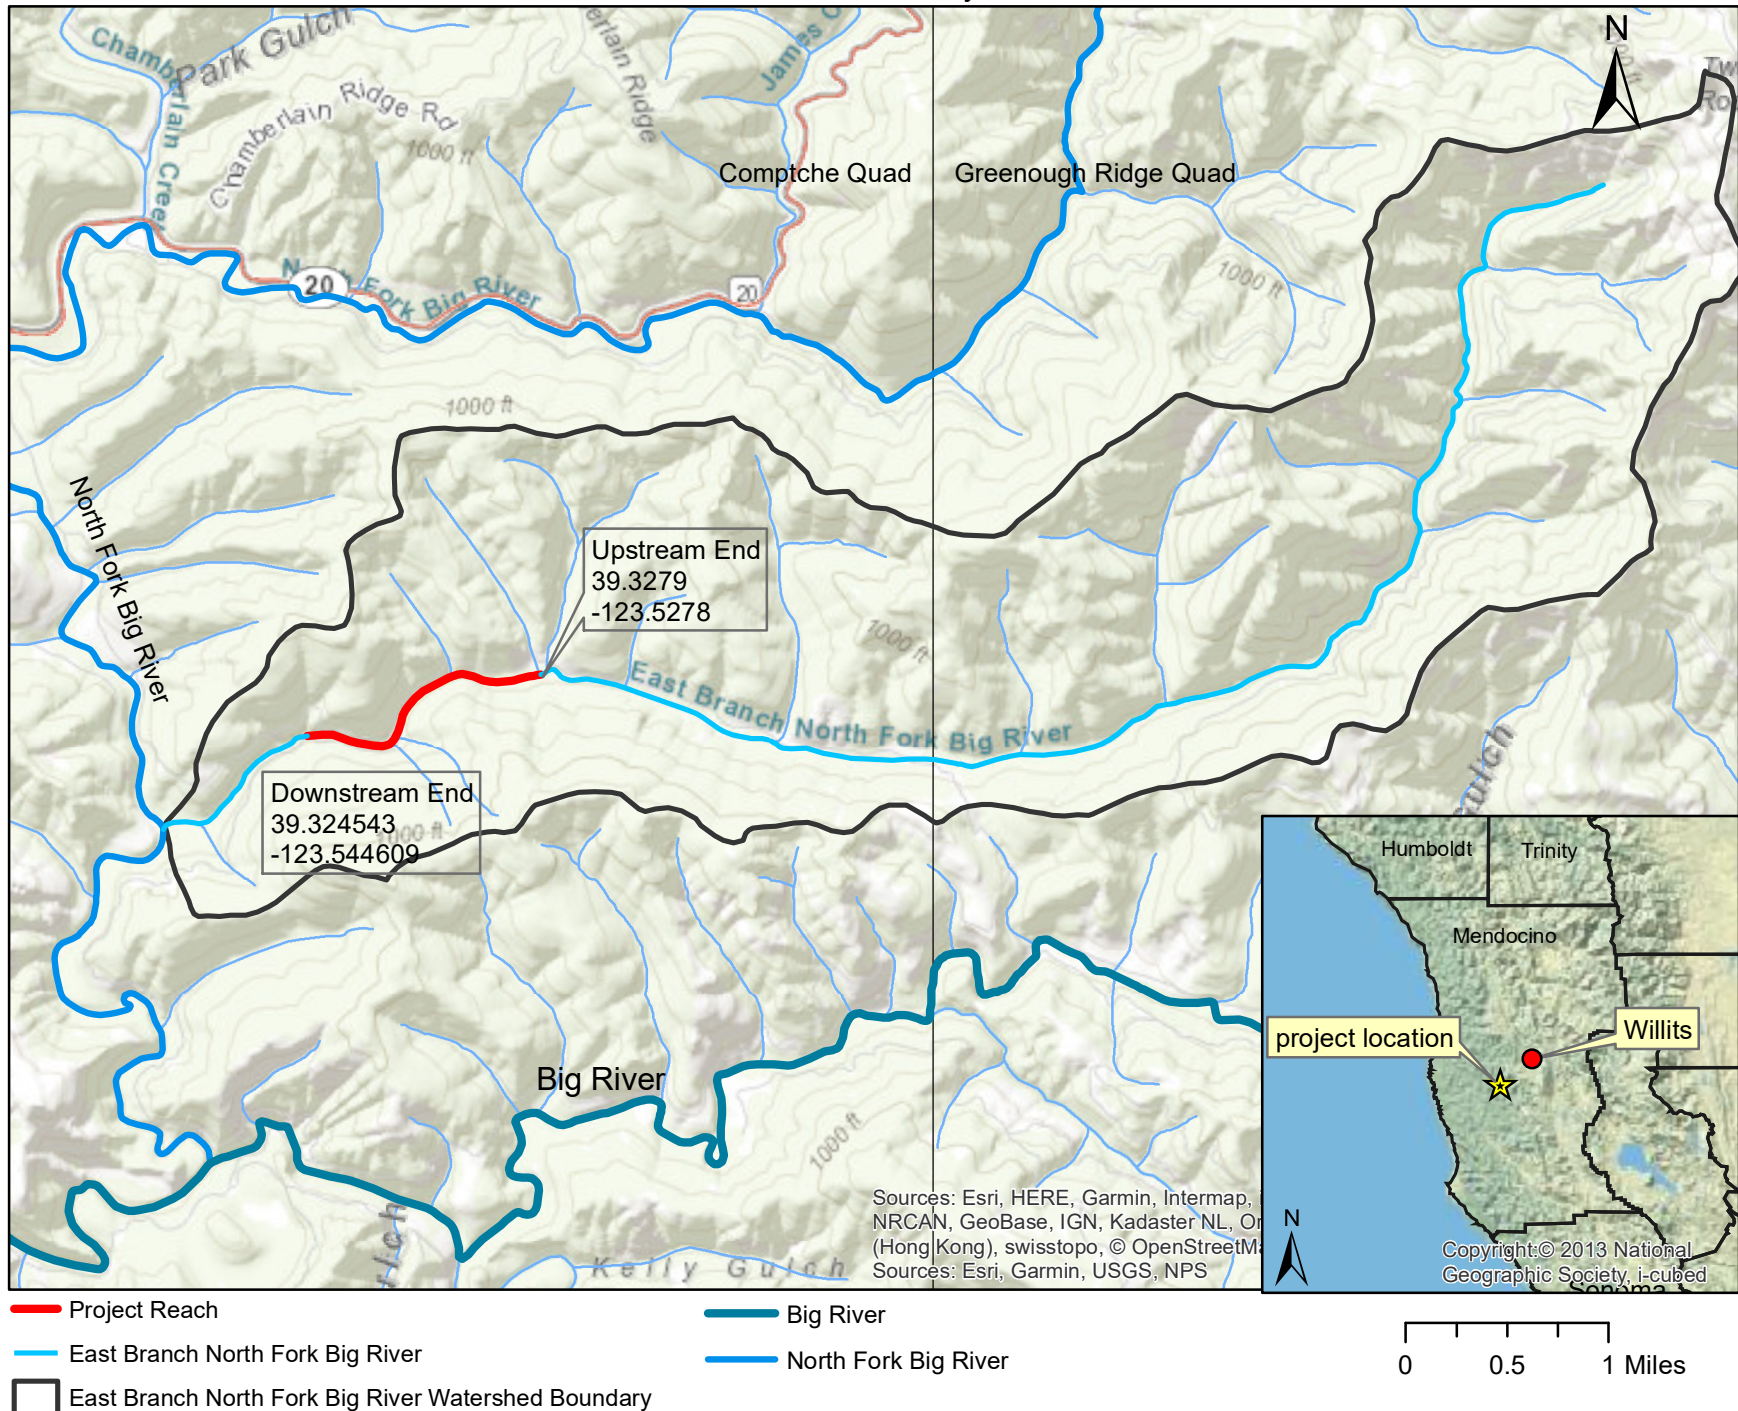 Park Gulch
Chamberlain Creek
Chamberlain Ridge Rd
1000 ft
James
N
1000 ft
Comptche Quad
Greenough Ridge Quad
1000 ft
North Fork Big River
20
20
1000 ft
North Fork Big River
Upstream End
39.3279
-123.5278
1000 ft
East Branch North Fork Big River
Downstream End
39.324543
-123.544609
Big River
1000 ft
Kelly Gulch
Sources: Esri, HERE, Garmin, Intermap,
NRCAN, GeoBase, IGN, Kadaster NL,
(Hong Kong), swisstopo, © OpenStreetMa
Sources: Esri, Garmin, USGS, NPS
Humboldt
Trinity
Mendocino
project location
Willits
N
Copyright:© 2013 National
Geographic Society, i-cubed
Sonoma
Project Reach
East Branch North Fork Big River
East Branch North Fork Big River Watershed Boundary
Big River
North Fork Big River
0 0.5 1 Miles